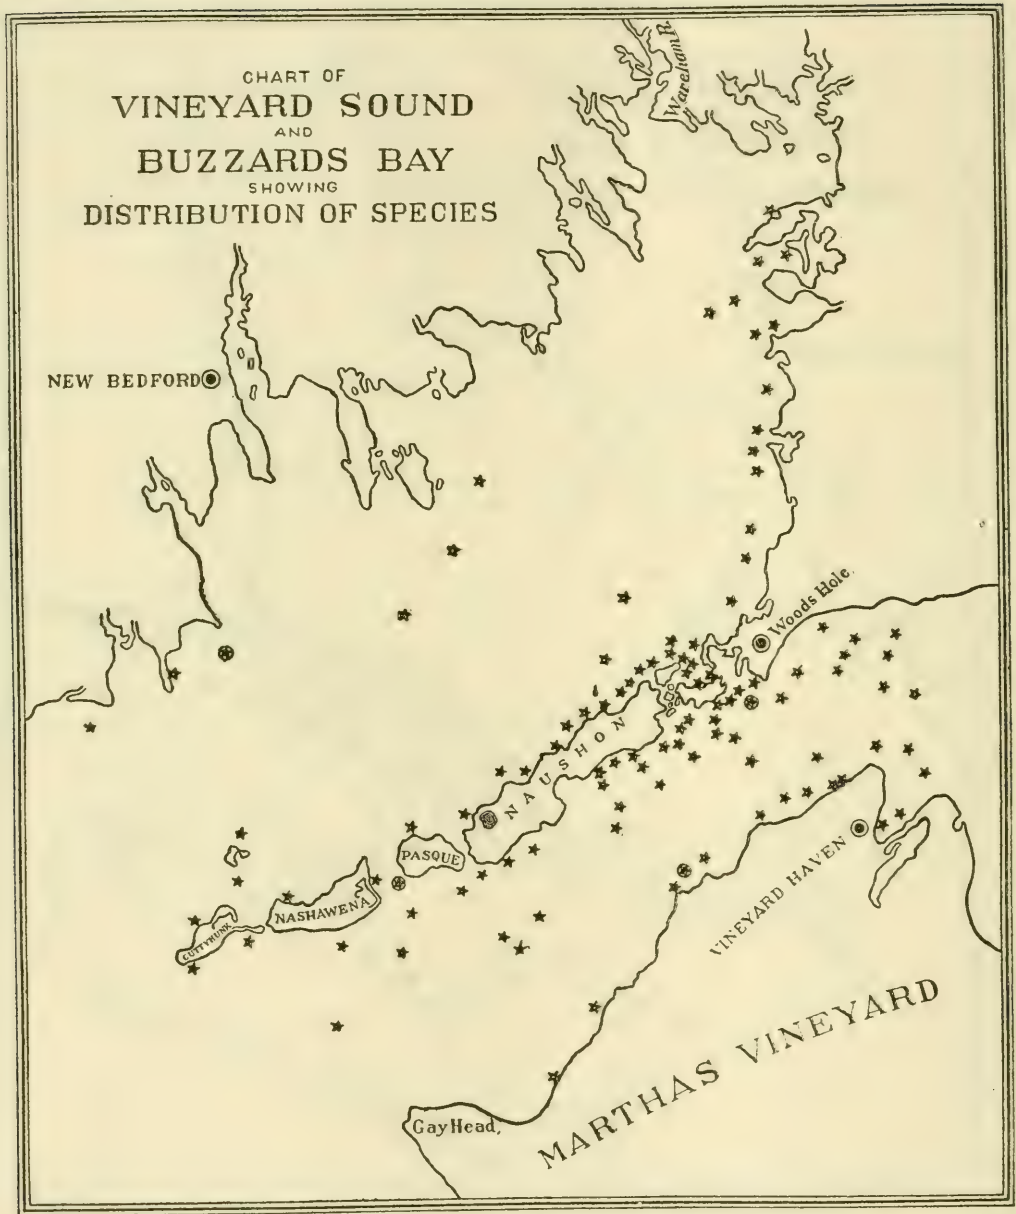 CHART OF
VINEYARD SOUND
AND
BUZZARDS BAY
SHOWING
DISTRIBUTION OF SPECIES
Wareham R.
NEW BEDFORD
Woods Hole.
NAUSHON
PASQUE
NASHAWENA
CUTTYHUNK
VINEYARD HAVEN
MARTHAS VINEYARD
Gay Head,